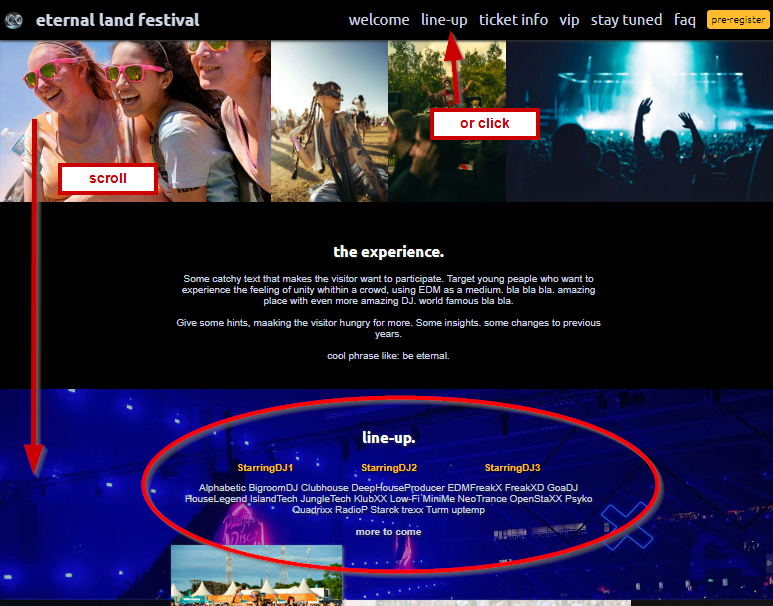 eternal land festival
welcome line-up ticket info vip stay tuned faq pre-register
or click
scroll
the experience.
Some catchy text that makes the visitor want to participate. Target young peaple who want to
experience the feeling of unity whithin a crowd, using EDM as a medium. bla bla bla. amazing
place with even more amazing DJ. world famous bla bla.
Give some hints, maaking the visitor hungry for more. Some insights. some changes to previous
years.
cool phrase like: be eternal.
line-up.
StarringDJ1 StarringDJ2 StarringDJ3
Alphabetic BigroomDJ Clubhouse DeepHouseProducer EDMFreakX FreakXD GoaDJ
HouseLegend IslandTech JungleTech KlubXX Low-Fi MiniMe NeoTrance OpenStaXX Psyko
Quadrixx RadioP Starck trexx Turm uptemp
more to come